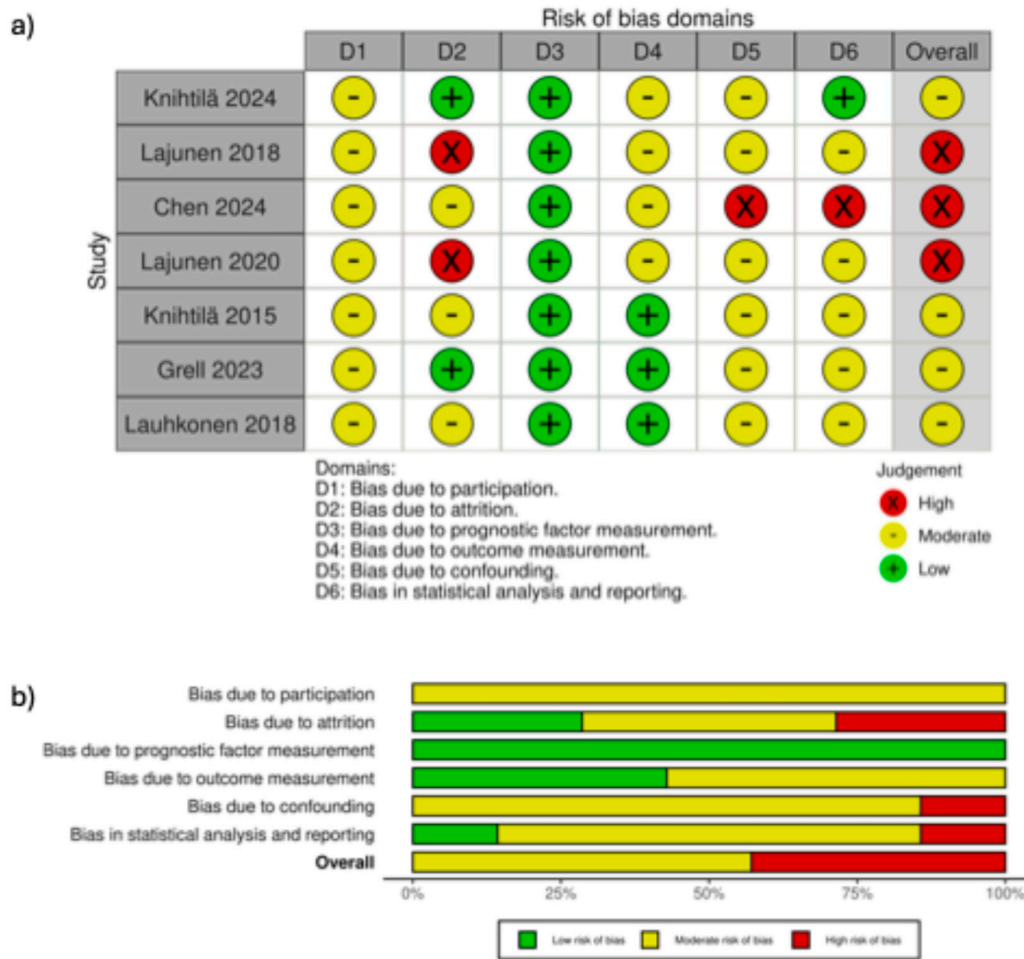 a)
Risk of bias domains
D1 D2 D3 D4 D5 D6 Overall
Study
Knihtilä 2024 - + + - - + -
Lajunen 2018 - X + - - - X
Chen 2024 - - + - X X X
Lajunen 2020 - X + - - - X
Knihtilä 2015 - - + + - - -
Grell 2023 - + + + - - -
Lauhkonen 2018 - - + + - - -
Domains:
D1: Bias due to participation.
D2: Bias due to attrition.
D3: Bias due to prognostic factor measurement.
D4: Bias due to outcome measurement.
D5: Bias due to confounding.
D6: Bias in statistical analysis and reporting.
Judgement
X High
- Moderate
+ Low
b)
Bias due to participation
Bias due to attrition
Bias due to prognostic factor measurement
Bias due to outcome measurement
Bias due to confounding
Bias in statistical analysis and reporting
Overall
0% 25% 50% 75% 100%
Low risk of bias Moderate risk of bias High risk of bias